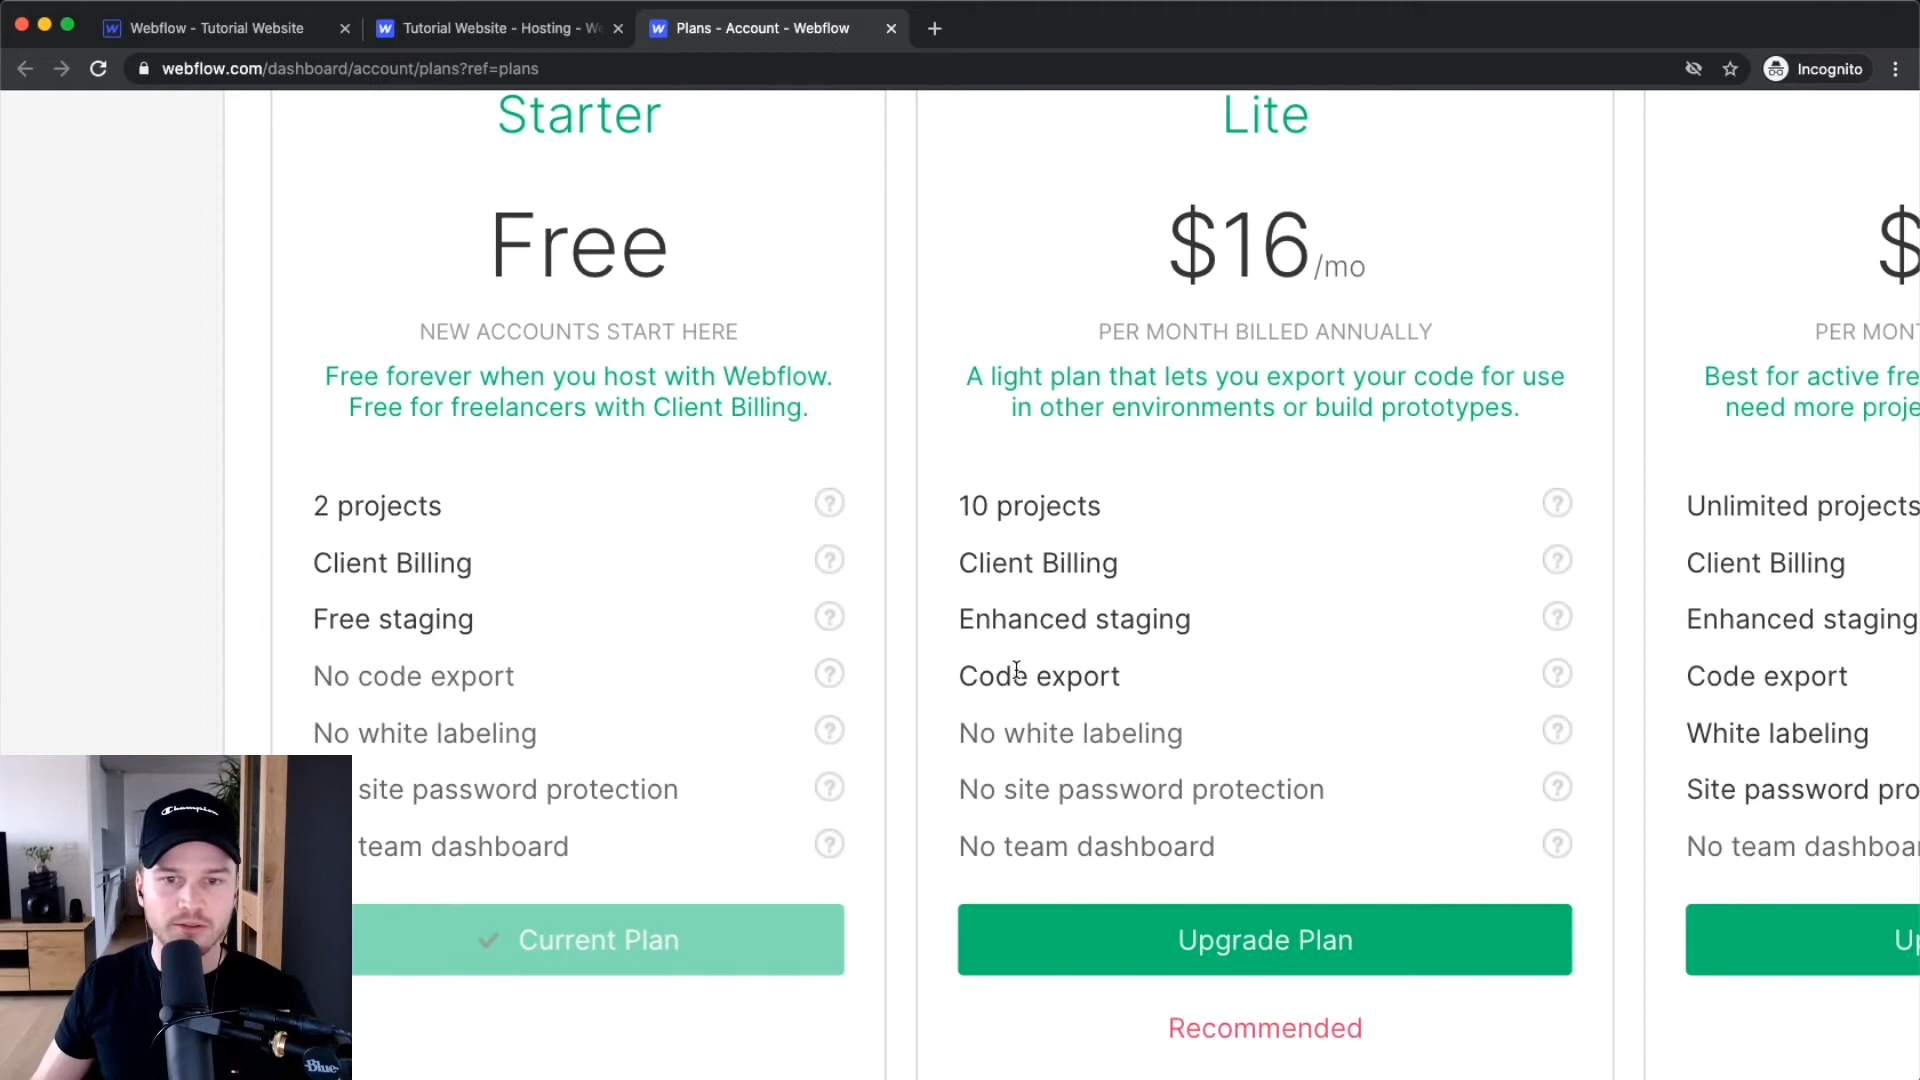 Webflow - Tutorial Website
Tutorial Website - Hosting - We
Plans - Account - Webflow
webflow.com/dashboard/account/plans?ref=plans
Incognito
Starter
Free
NEW ACCOUNTS START HERE
Free forever when you host with Webflow.
Free for freelancers with Client Billing.
2 projects
Client Billing
Free staging
No code export
No white labeling
site password protection
team dashboard
Current Plan
Lite
$16/mo
PER MONTH BILLED ANNUALLY
A light plan that lets you export your code for use
in other environments or build prototypes.
10 projects
Client Billing
Enhanced staging
Code export
No white labeling
No site password protection
No team dashboard
Upgrade Plan
Recommended
$
PER MONT
Best for active fre
need more proje
Unlimited projects
Client Billing
Enhanced staging
Code export
White labeling
Site password pro
No team dashboar
Up
Champion
Blue